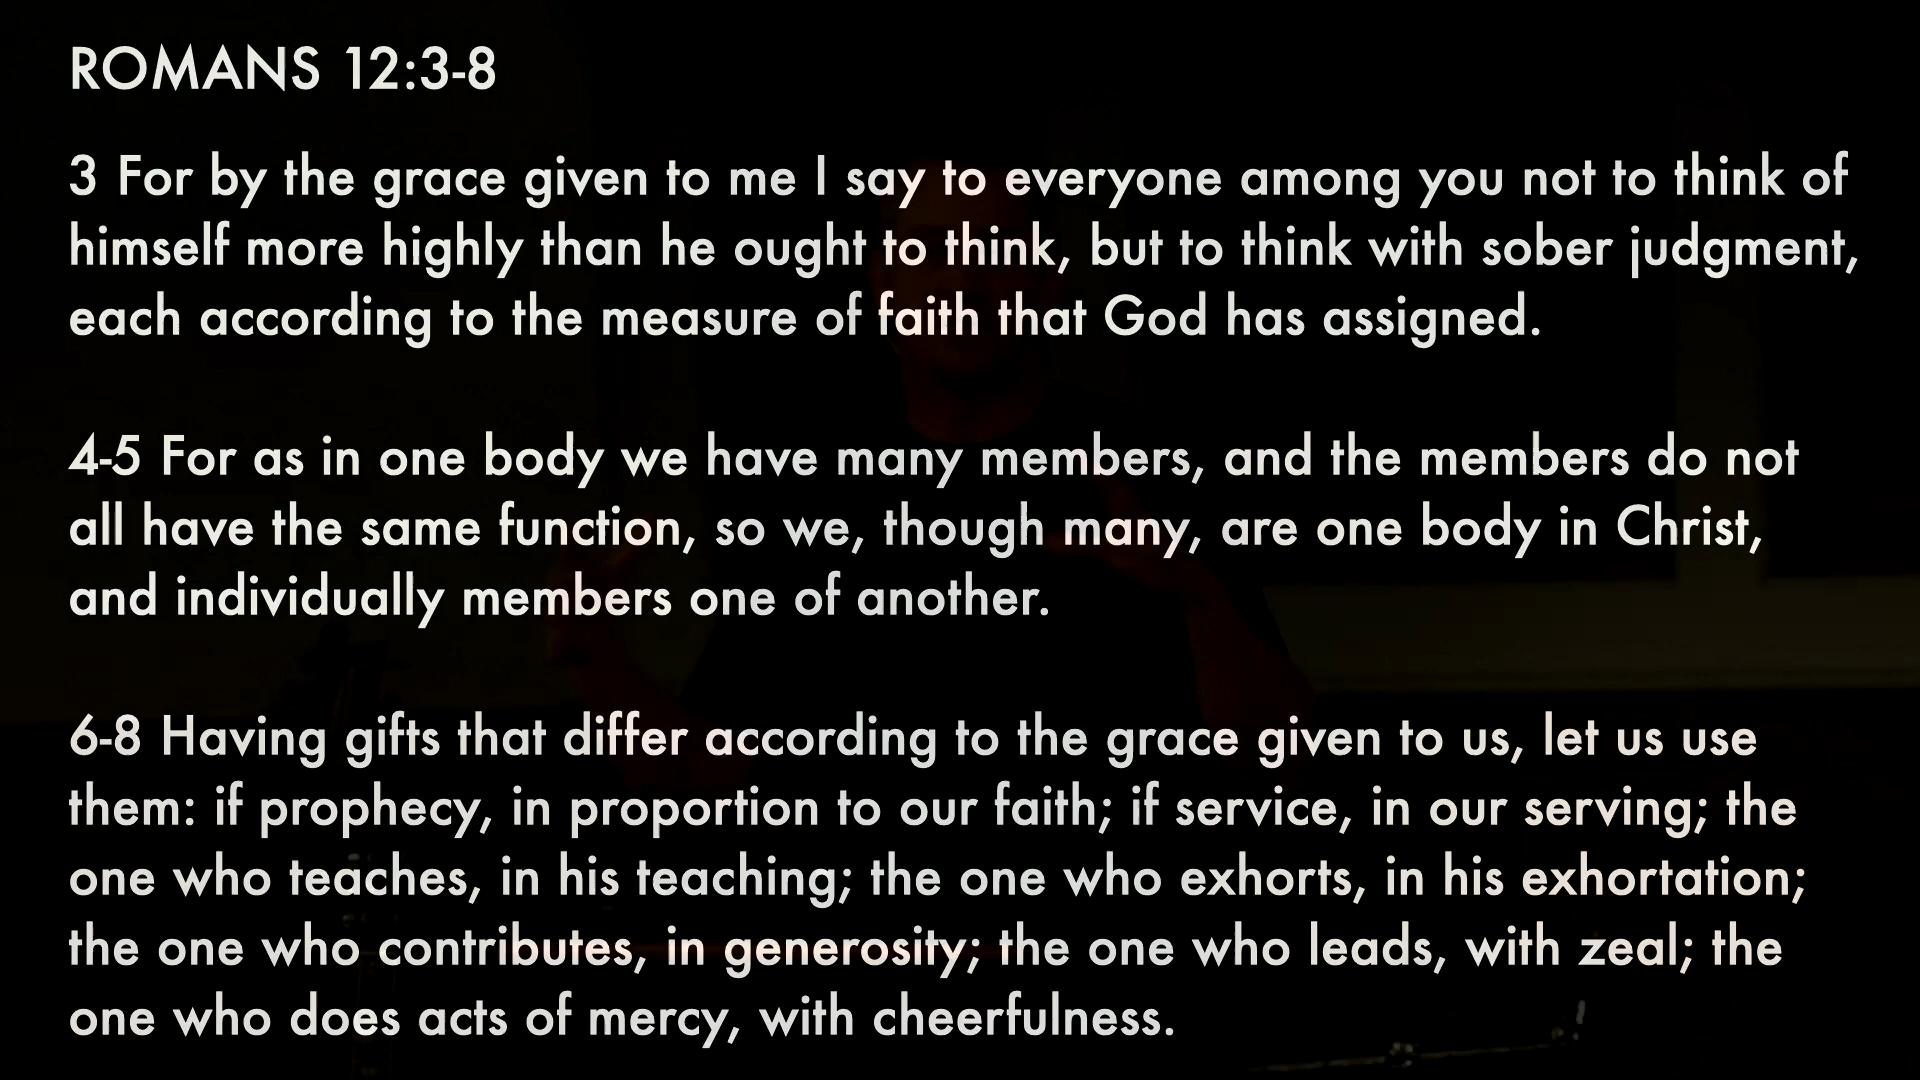 ROMANS 12:3-8
3 For by the grace given to me I say to everyone among you not to think of
himself more highly than he ought to think, but to think with sober judgment,
each according to the measure of faith that God has assigned.
4-5 For as in one body we have many members, and the members do not
all have the same function, so we, though many, are one body in Christ,
and individually members one of another.
6-8 Having gifts that differ according to the grace given to us, let us use
them: if prophecy, in proportion to our faith; if service, in our serving; the
one who teaches, in his teaching; the one who exhorts, in his exhortation;
the one who contributes, in generosity; the one who leads, with zeal; the
one who does acts of mercy, with cheerfulness.